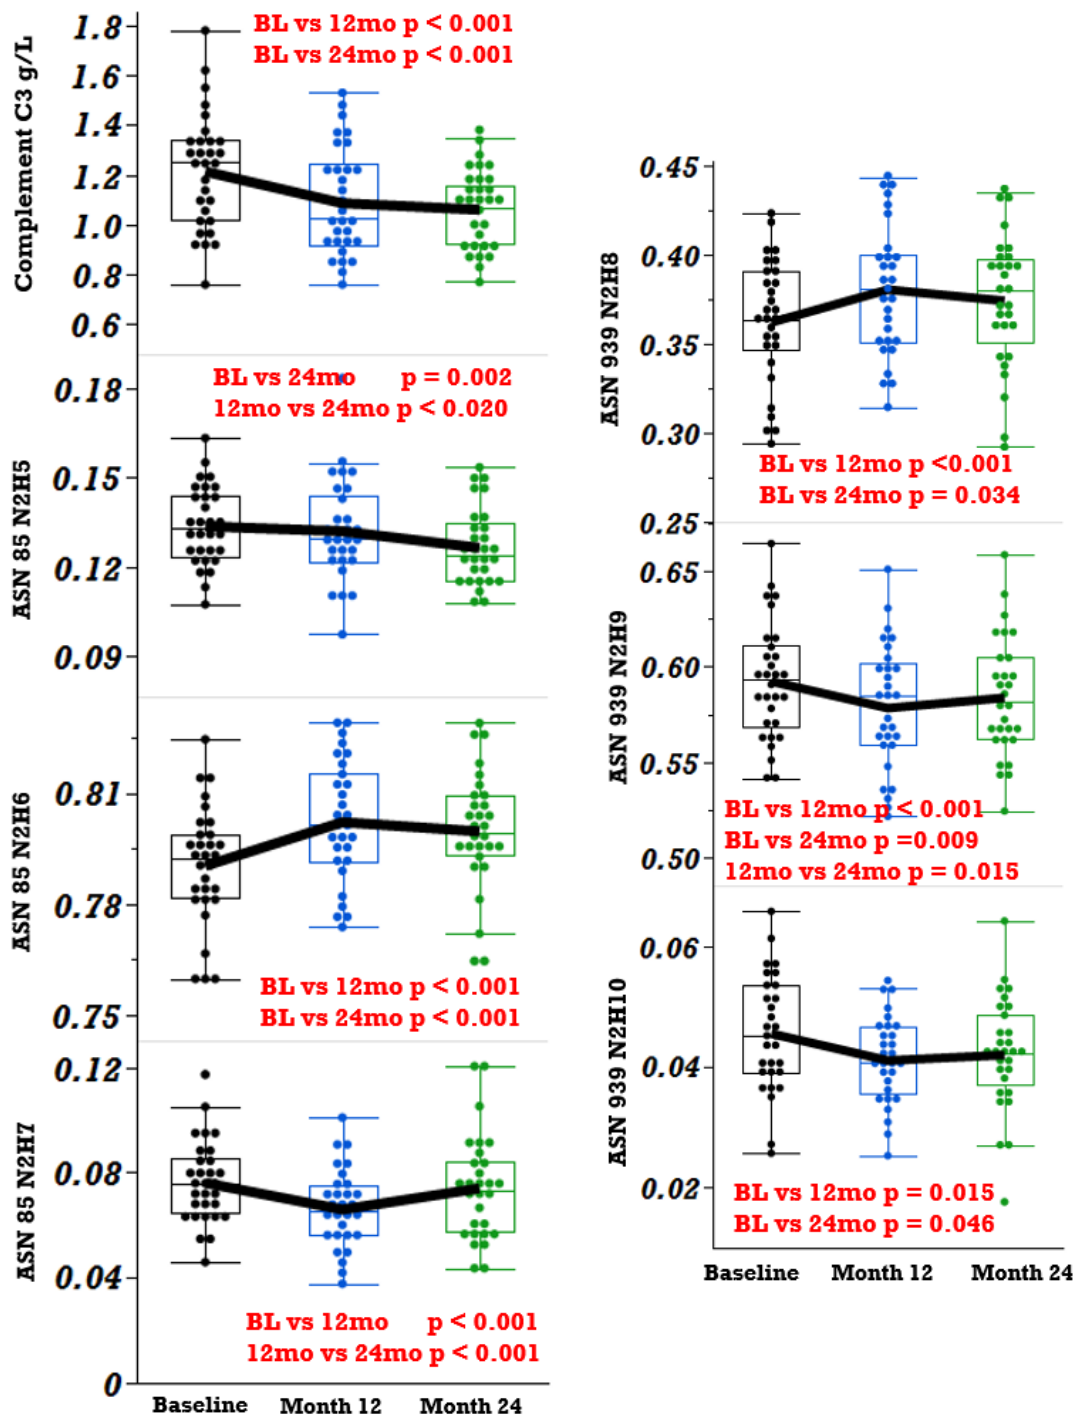 Complement C3 g/L
1.8
1.6
1.4
1.2
1.0
0.8
0.6
BL vs 12mo p < 0.001
BL vs 24mo p < 0.001
ASN 85 N2H5
0.18
0.15
0.12
0.09
BL vs 24mo p = 0.002
12mo vs 24mo p < 0.020
ASN 85 N2H6
0.81
0.78
0.75
BL vs 12mo p < 0.001
BL vs 24mo p < 0.001
ASN 85 N2H7
0.12
0.08
0.04
0
BL vs 12mo p < 0.001
12mo vs 24mo p < 0.001
Baseline Month 12 Month 24
ASN 939 N2H8
0.45
0.40
0.35
0.30
0.25
BL vs 12mo p <0.001
BL vs 24mo p = 0.034
ASN 939 N2H9
0.65
0.60
0.55
0.50
BL vs 12mo p < 0.001
BL vs 24mo p =0.009
12mo vs 24mo p = 0.015
ASN 939 N2H10
0.06
0.04
0.02
BL vs 12mo p = 0.015
BL vs 24mo p = 0.046
Baseline Month 12 Month 24